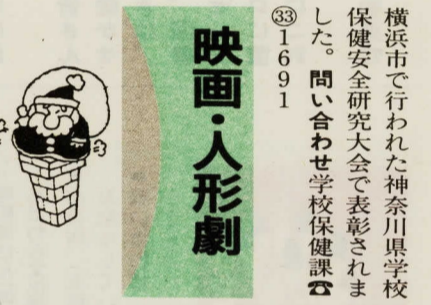 横浜市で行われた神奈川県学校
保健安全研究大会で表彰されま
した。問い合わせ学校保健課☎
㉝1691
映画・人形劇